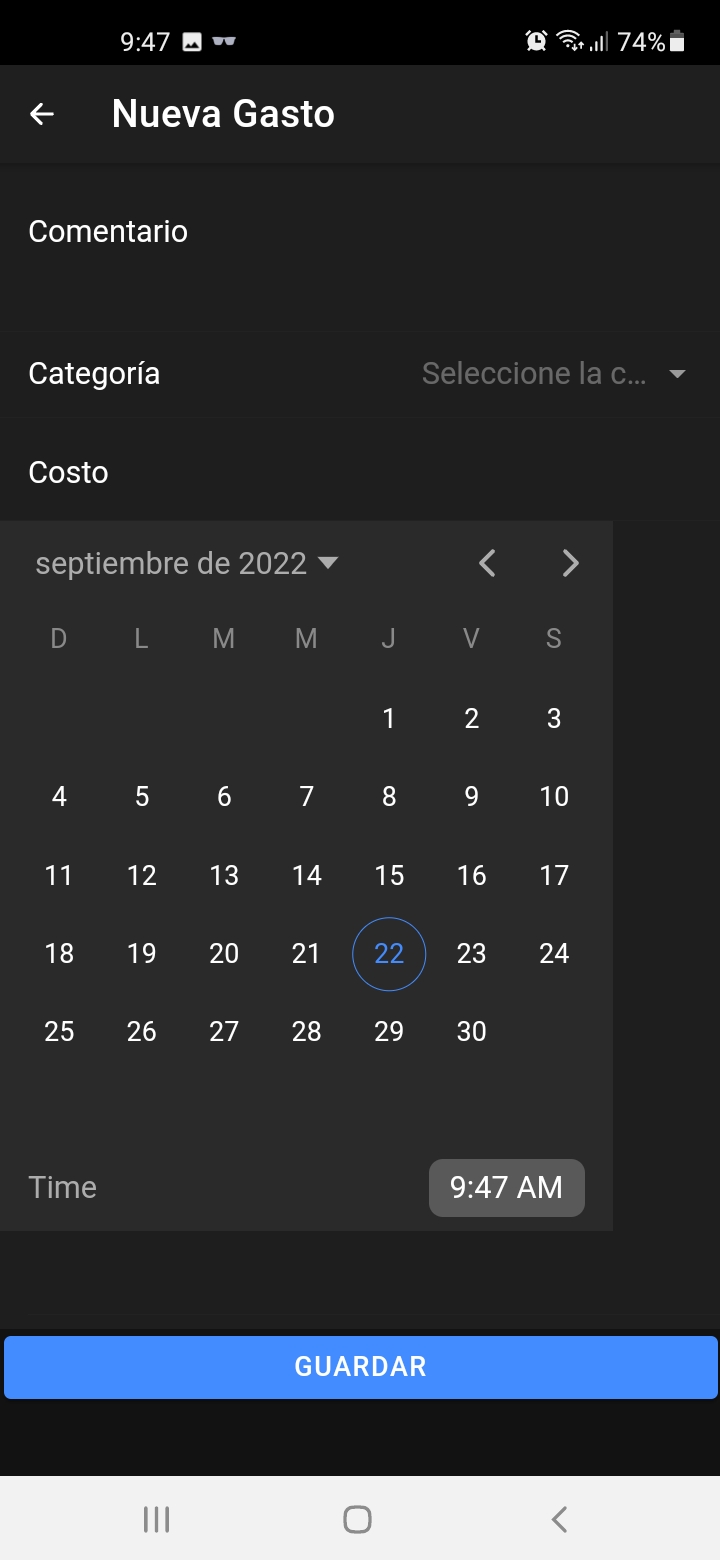 9:47 74%
Nueva Gasto
Comentario
Categoría Seleccione la c...
Costo
septiembre de 2022
D L M M J V S
1 2 3
4 5 6 7 8 9 10
11 12 13 14 15 16 17
18 19 20 21 22 23 24
25 26 27 28 29 30
Time 9:47 AM
GUARDAR